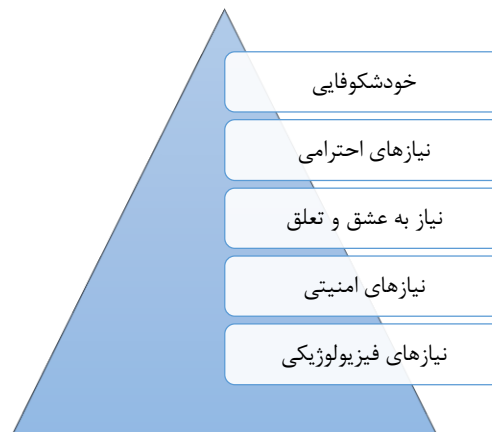 خودشکوفایی
نیازهای احترامی
نیاز به عشق و تعلق
نیازهای امنیتی
نیازهای فیزیولوژیکی